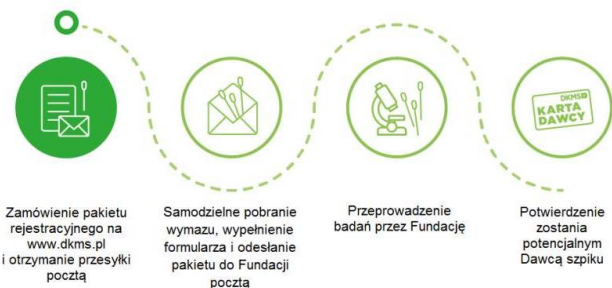 DKMS
KARTA
DAWCY
Zamówienie pakietu
rejestracyjnego na
www.dkms.pl
i otrzymanie przesyłki
pocztą
Samodzielne pobranie
wymazu, wypełnienie
formularza i odesłanie
pakietu do Fundacji
pocztą
Przeprowadzenie
badań przez Fundację
Potwierdzenie
zostania
potencjalnym
Dawcą szpiku